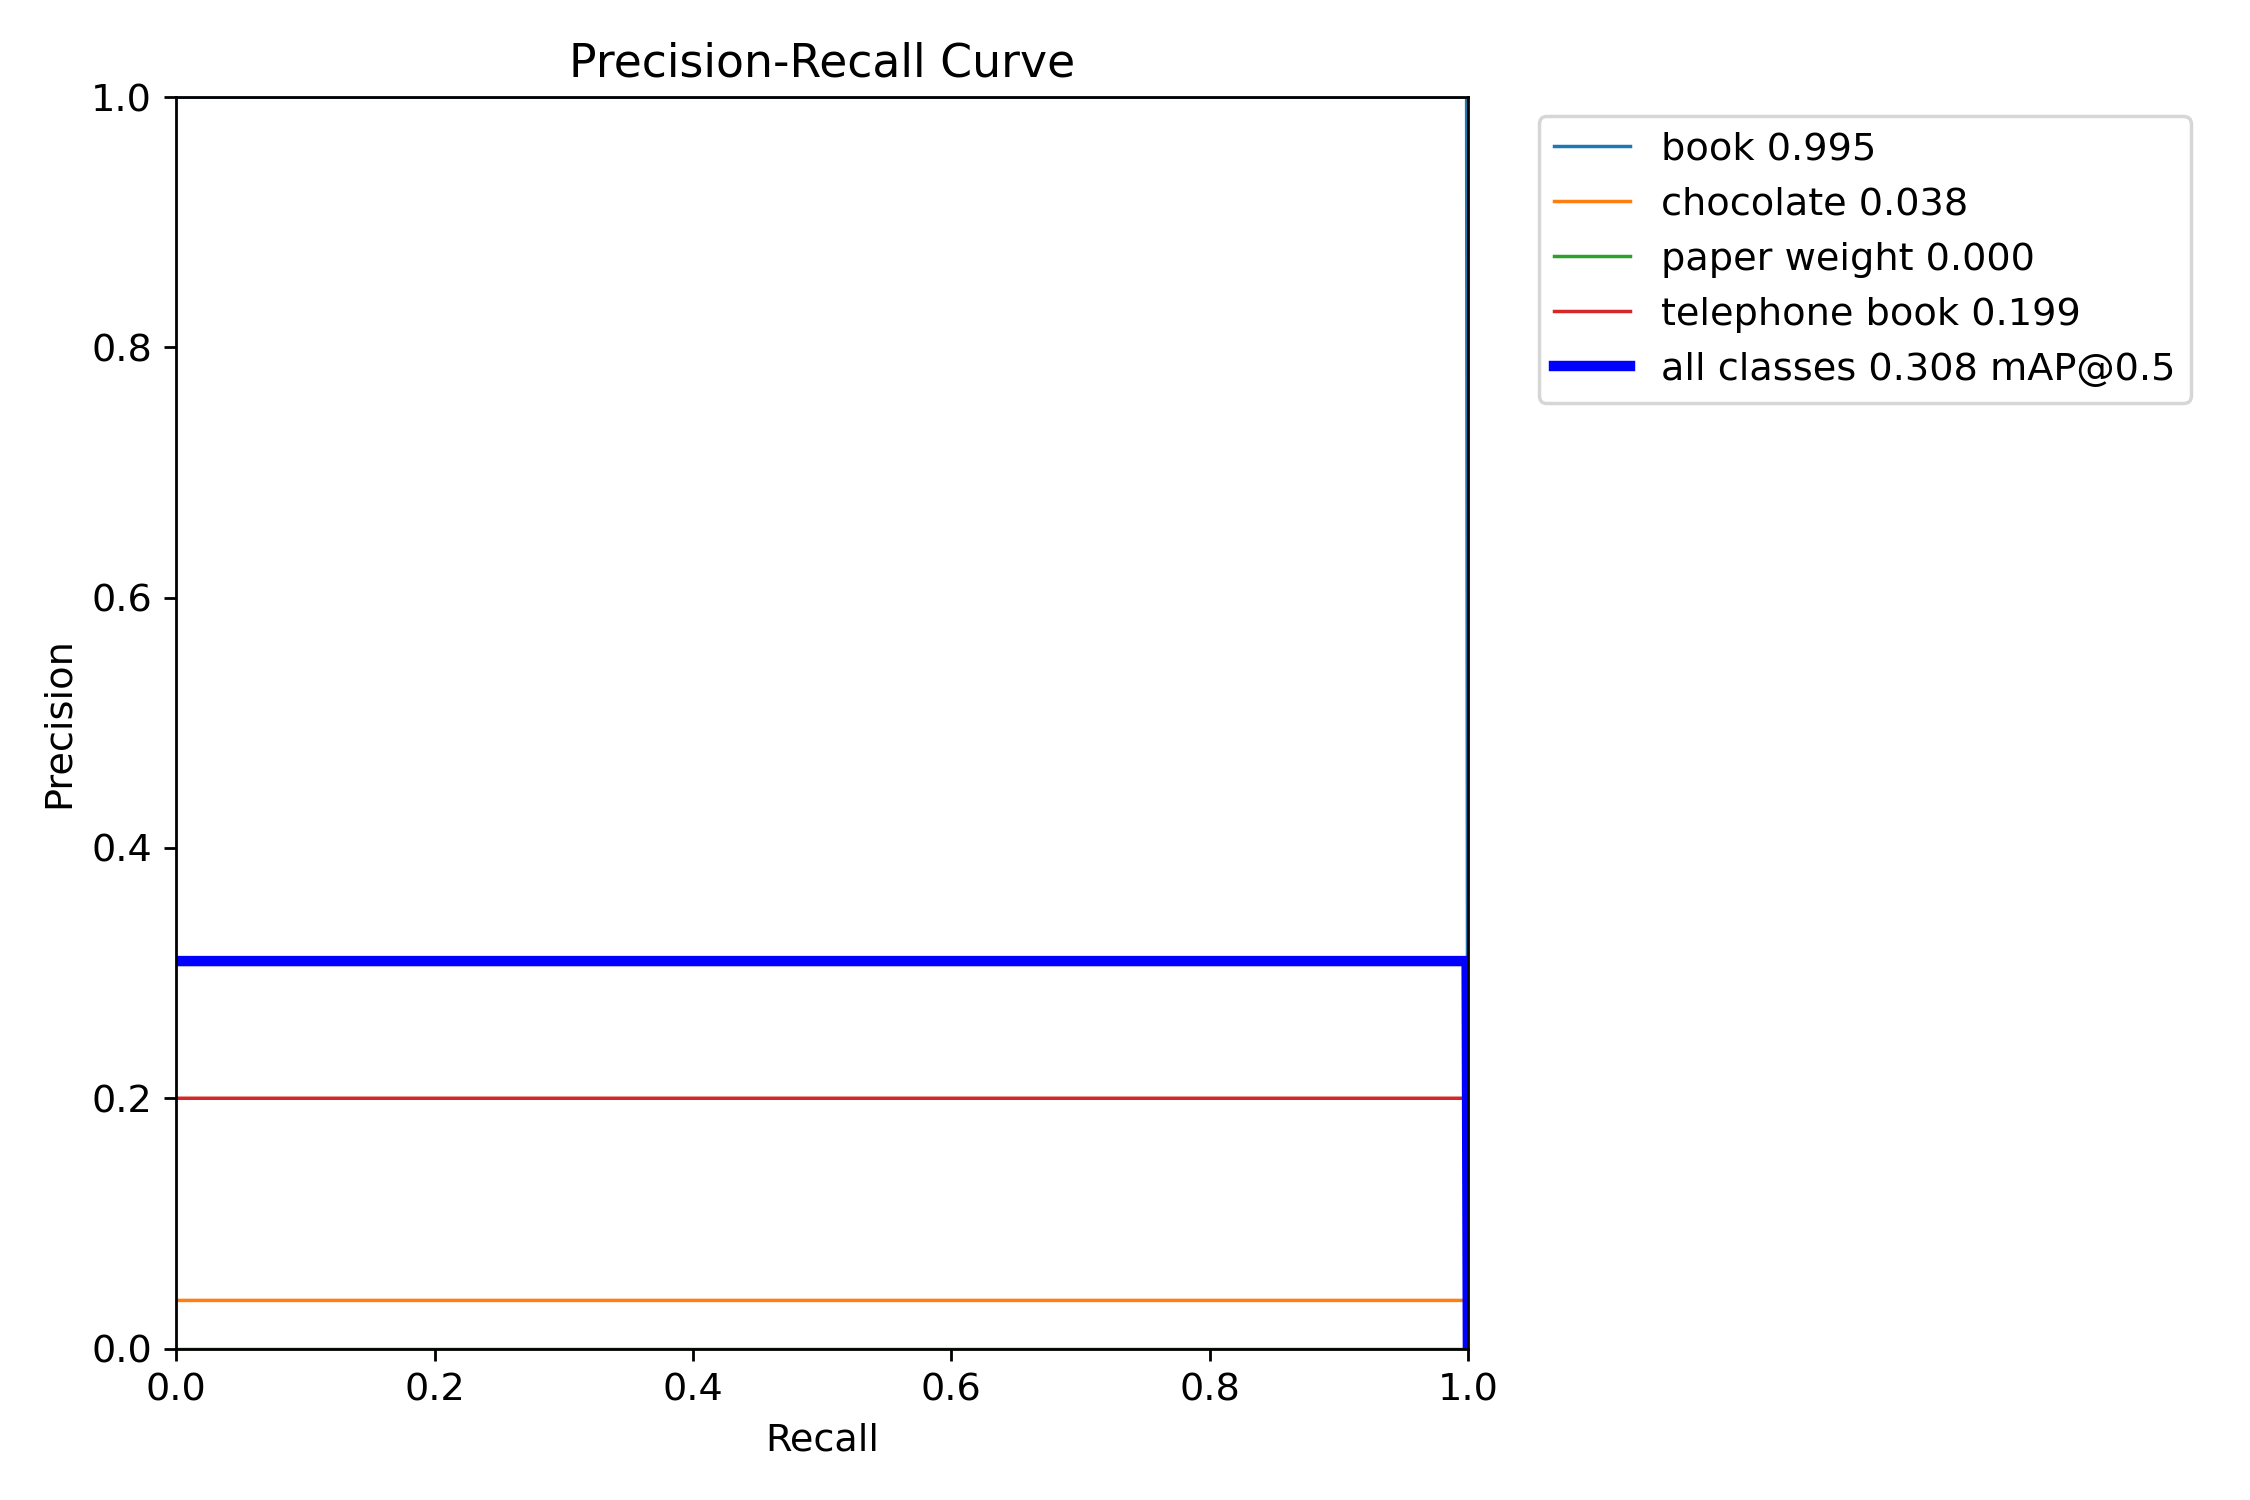 Precision-Recall Curve
1.0
0.8
0.6
0.4
0.2
0.0
Precision
0.0 0.2 0.4 0.6 0.8 1.0
Recall
book 0.995
chocolate 0.038
paper weight 0.000
telephone book 0.199
all classes 0.308 mAP@0.5